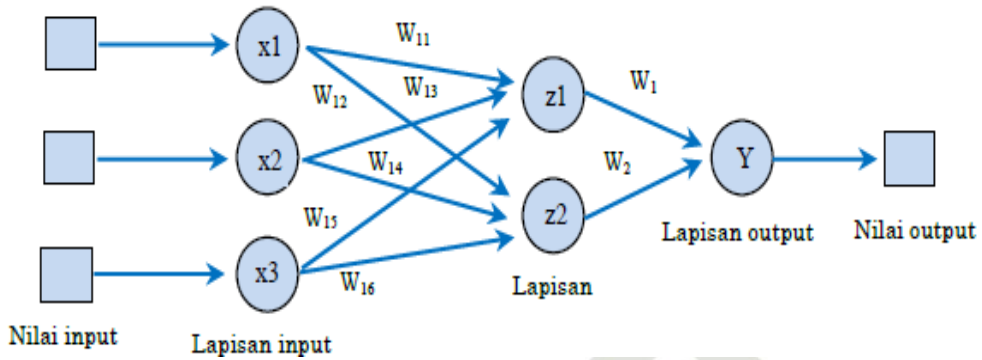 x1
W₁₁
W₁₂
W₁₃
z1
W₁
x2
W₁₄
W₂
Y
W₁₅
z2
Lapisan output
Nilai output
x3
W₁₆
Lapisan
Nilai input
Lapisan input